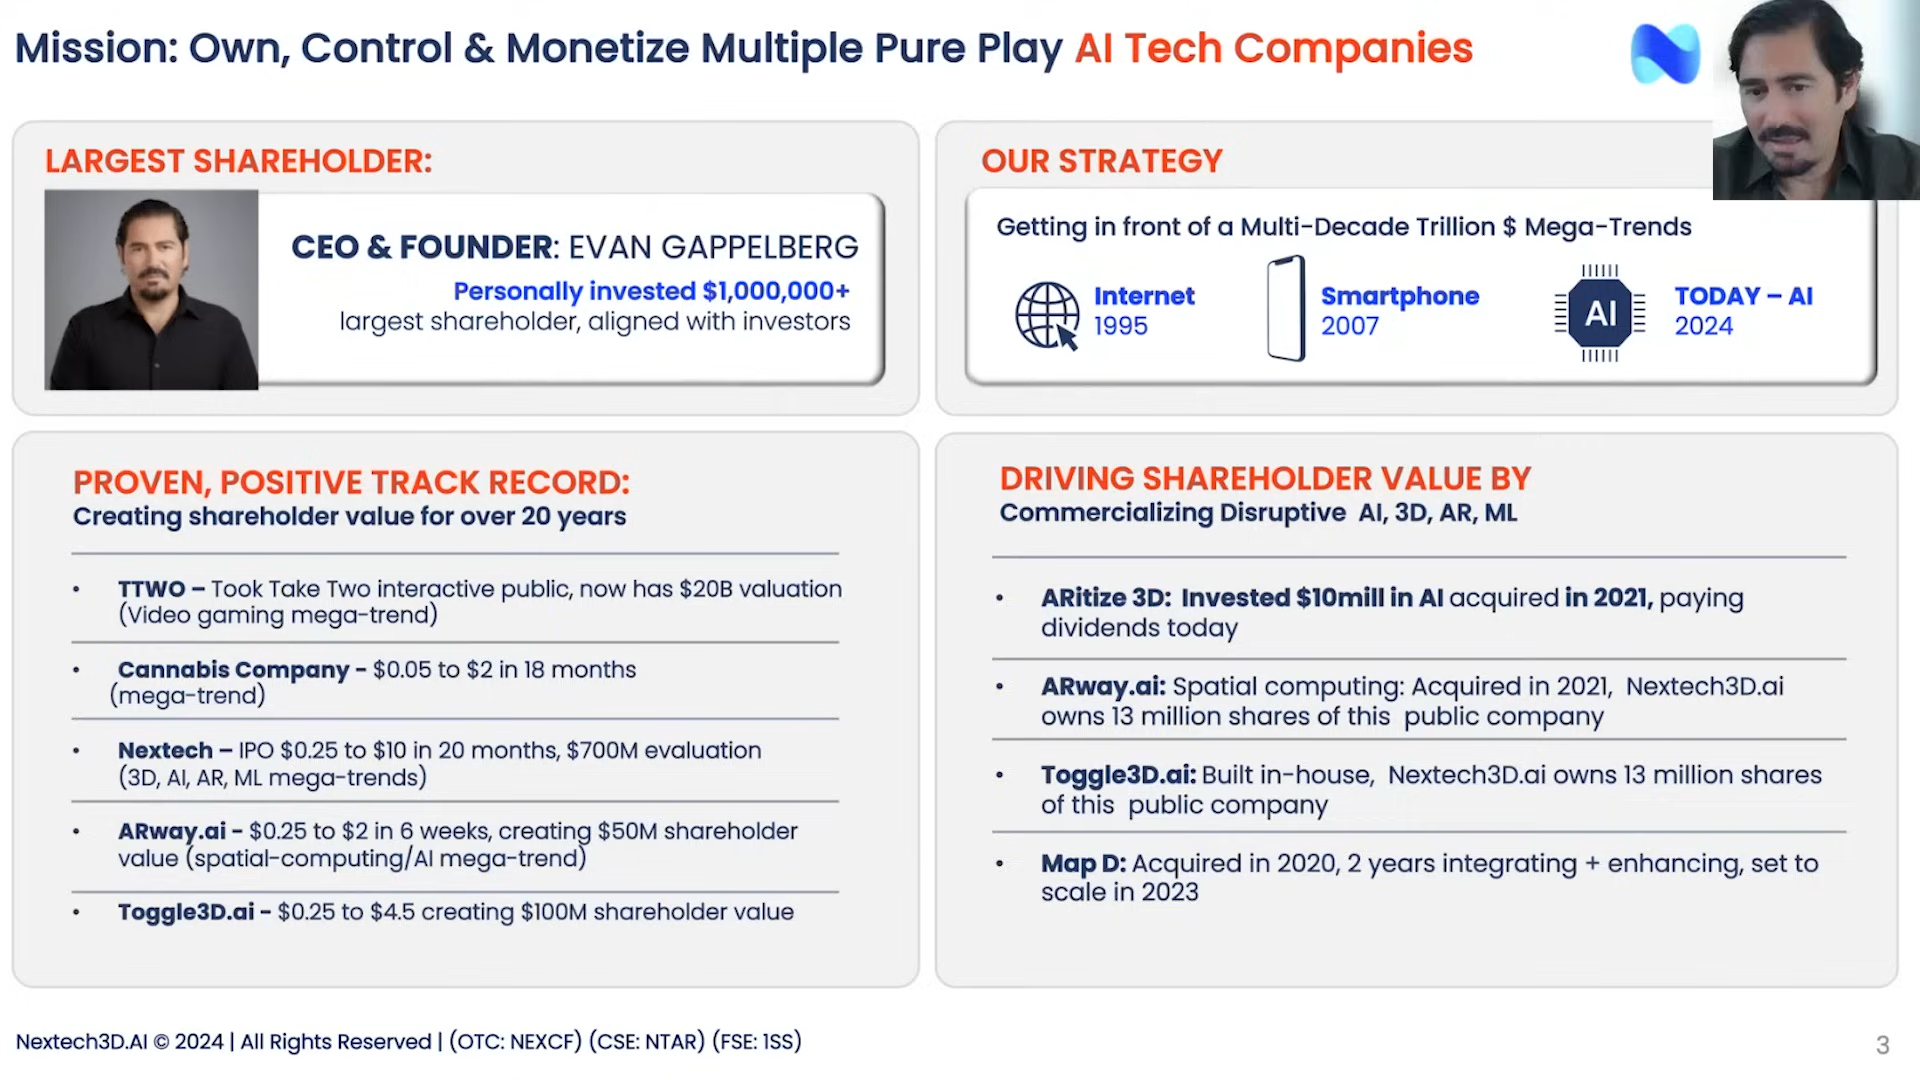 Mission: Own, Control & Monetize Multiple Pure Play AI Tech Companies
LARGEST SHAREHOLDER:
CEO & FOUNDER: EVAN GAPPELBERG
Personally invested $1,000,000+
largest shareholder, aligned with investors
OUR STRATEGY
Getting in front of a Multi-Decade Trillion $ Mega-Trends
Internet
1995
Smartphone
2007
AI
TODAY – AI
2024
PROVEN, POSITIVE TRACK RECORD:
Creating shareholder value for over 20 years
• TTWO – Took Take Two interactive public, now has $20B valuation
(Video gaming mega-trend)
• Cannabis Company - $0.05 to $2 in 18 months
(mega-trend)
• Nextech – IPO $0.25 to $10 in 20 months, $700M evaluation
(3D, AI, AR, ML mega-trends)
• ARway.ai - $0.25 to $2 in 6 weeks, creating $50M shareholder
value (spatial-computing/AI mega-trend)
• Toggle3D.ai - $0.25 to $4.5 creating $100M shareholder value
DRIVING SHAREHOLDER VALUE BY
Commercializing Disruptive AI, 3D, AR, ML
• ARitize 3D: Invested $10mill in AI acquired in 2021, paying
dividends today
• ARway.ai: Spatial computing: Acquired in 2021, Nextech3D.ai
owns 13 million shares of this public company
• Toggle3D.ai: Built in-house, Nextech3D.ai owns 13 million shares
of this public company
• Map D: Acquired in 2020, 2 years integrating + enhancing, set to
scale in 2023
Nextech3D.AI © 2024 | All Rights Reserved | (OTC: NEXCF) (CSE: NTAR) (FSE: 1SS)
3